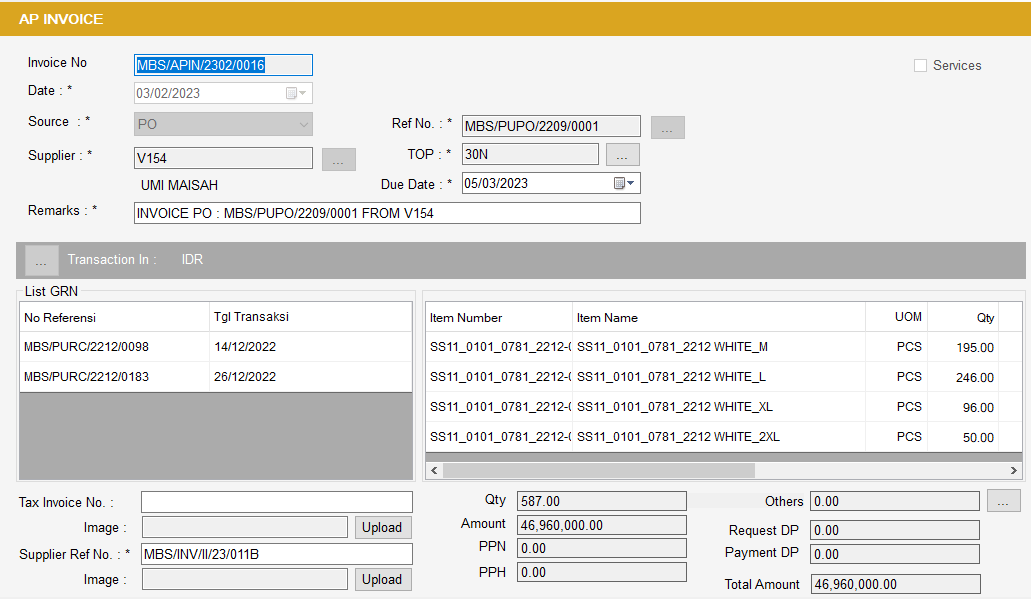 AP INVOICE
Invoice No MBS/APIN/2302/0016 Services
Date : * 03/02/2023
Source : * PO Ref No. : * MBS/PUPO/2209/0001 ...
Supplier : * V154 ... TOP : * 30N ...
UMI MAISAH Due Date : * 05/03/2023
Remarks : * INVOICE PO : MBS/PUPO/2209/0001 FROM V154
... Transaction In : IDR
List GRN
No Referensi Tgl Transaksi Item Number Item Name UOM Qty
MBS/PURC/2212/0098 14/12/2022 SS11_0101_0781_2212- SS11_0101_0781_2212 WHITE_M PCS 195.00
MBS/PURC/2212/0183 26/12/2022 SS11_0101_0781_2212- SS11_0101_0781_2212 WHITE_L PCS 246.00
SS11_0101_0781_2212- SS11_0101_0781_2212 WHITE_XL PCS 96.00
SS11_0101_0781_2212- SS11_0101_0781_2212 WHITE_2XL PCS 50.00
Tax Invoice No. : Qty 587.00 Others 0.00 ...
Image : Upload Amount 46,960,000.00 Request DP 0.00
Supplier Ref No. : * MBS/INV/II/23/011B PPN 0.00 Payment DP 0.00
Image : Upload PPH 0.00 Total Amount 46,960,000.00